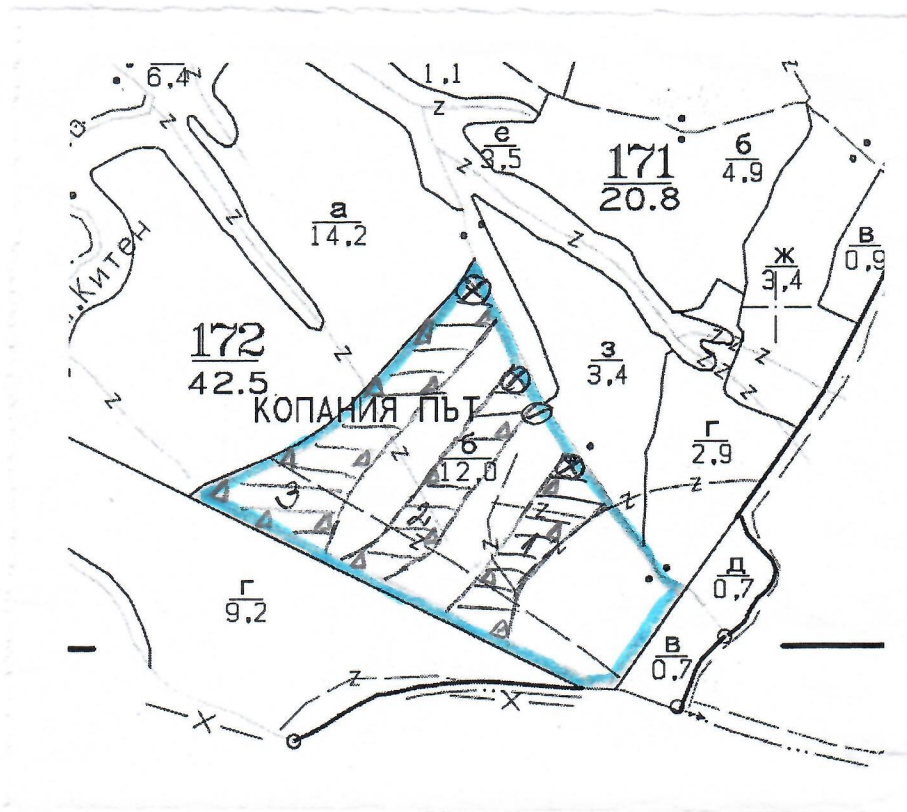 6,4
1,1
е
3,5
171
20.8
б
4,9
а
14,2
в
0,9
ж
3,4
.Китен
172
42.5
з
3,4
КОПАНИЯ ПЪТ
б
12,0
г
2,9
3
2
1
г
9,2
д
0,7
в
0,7